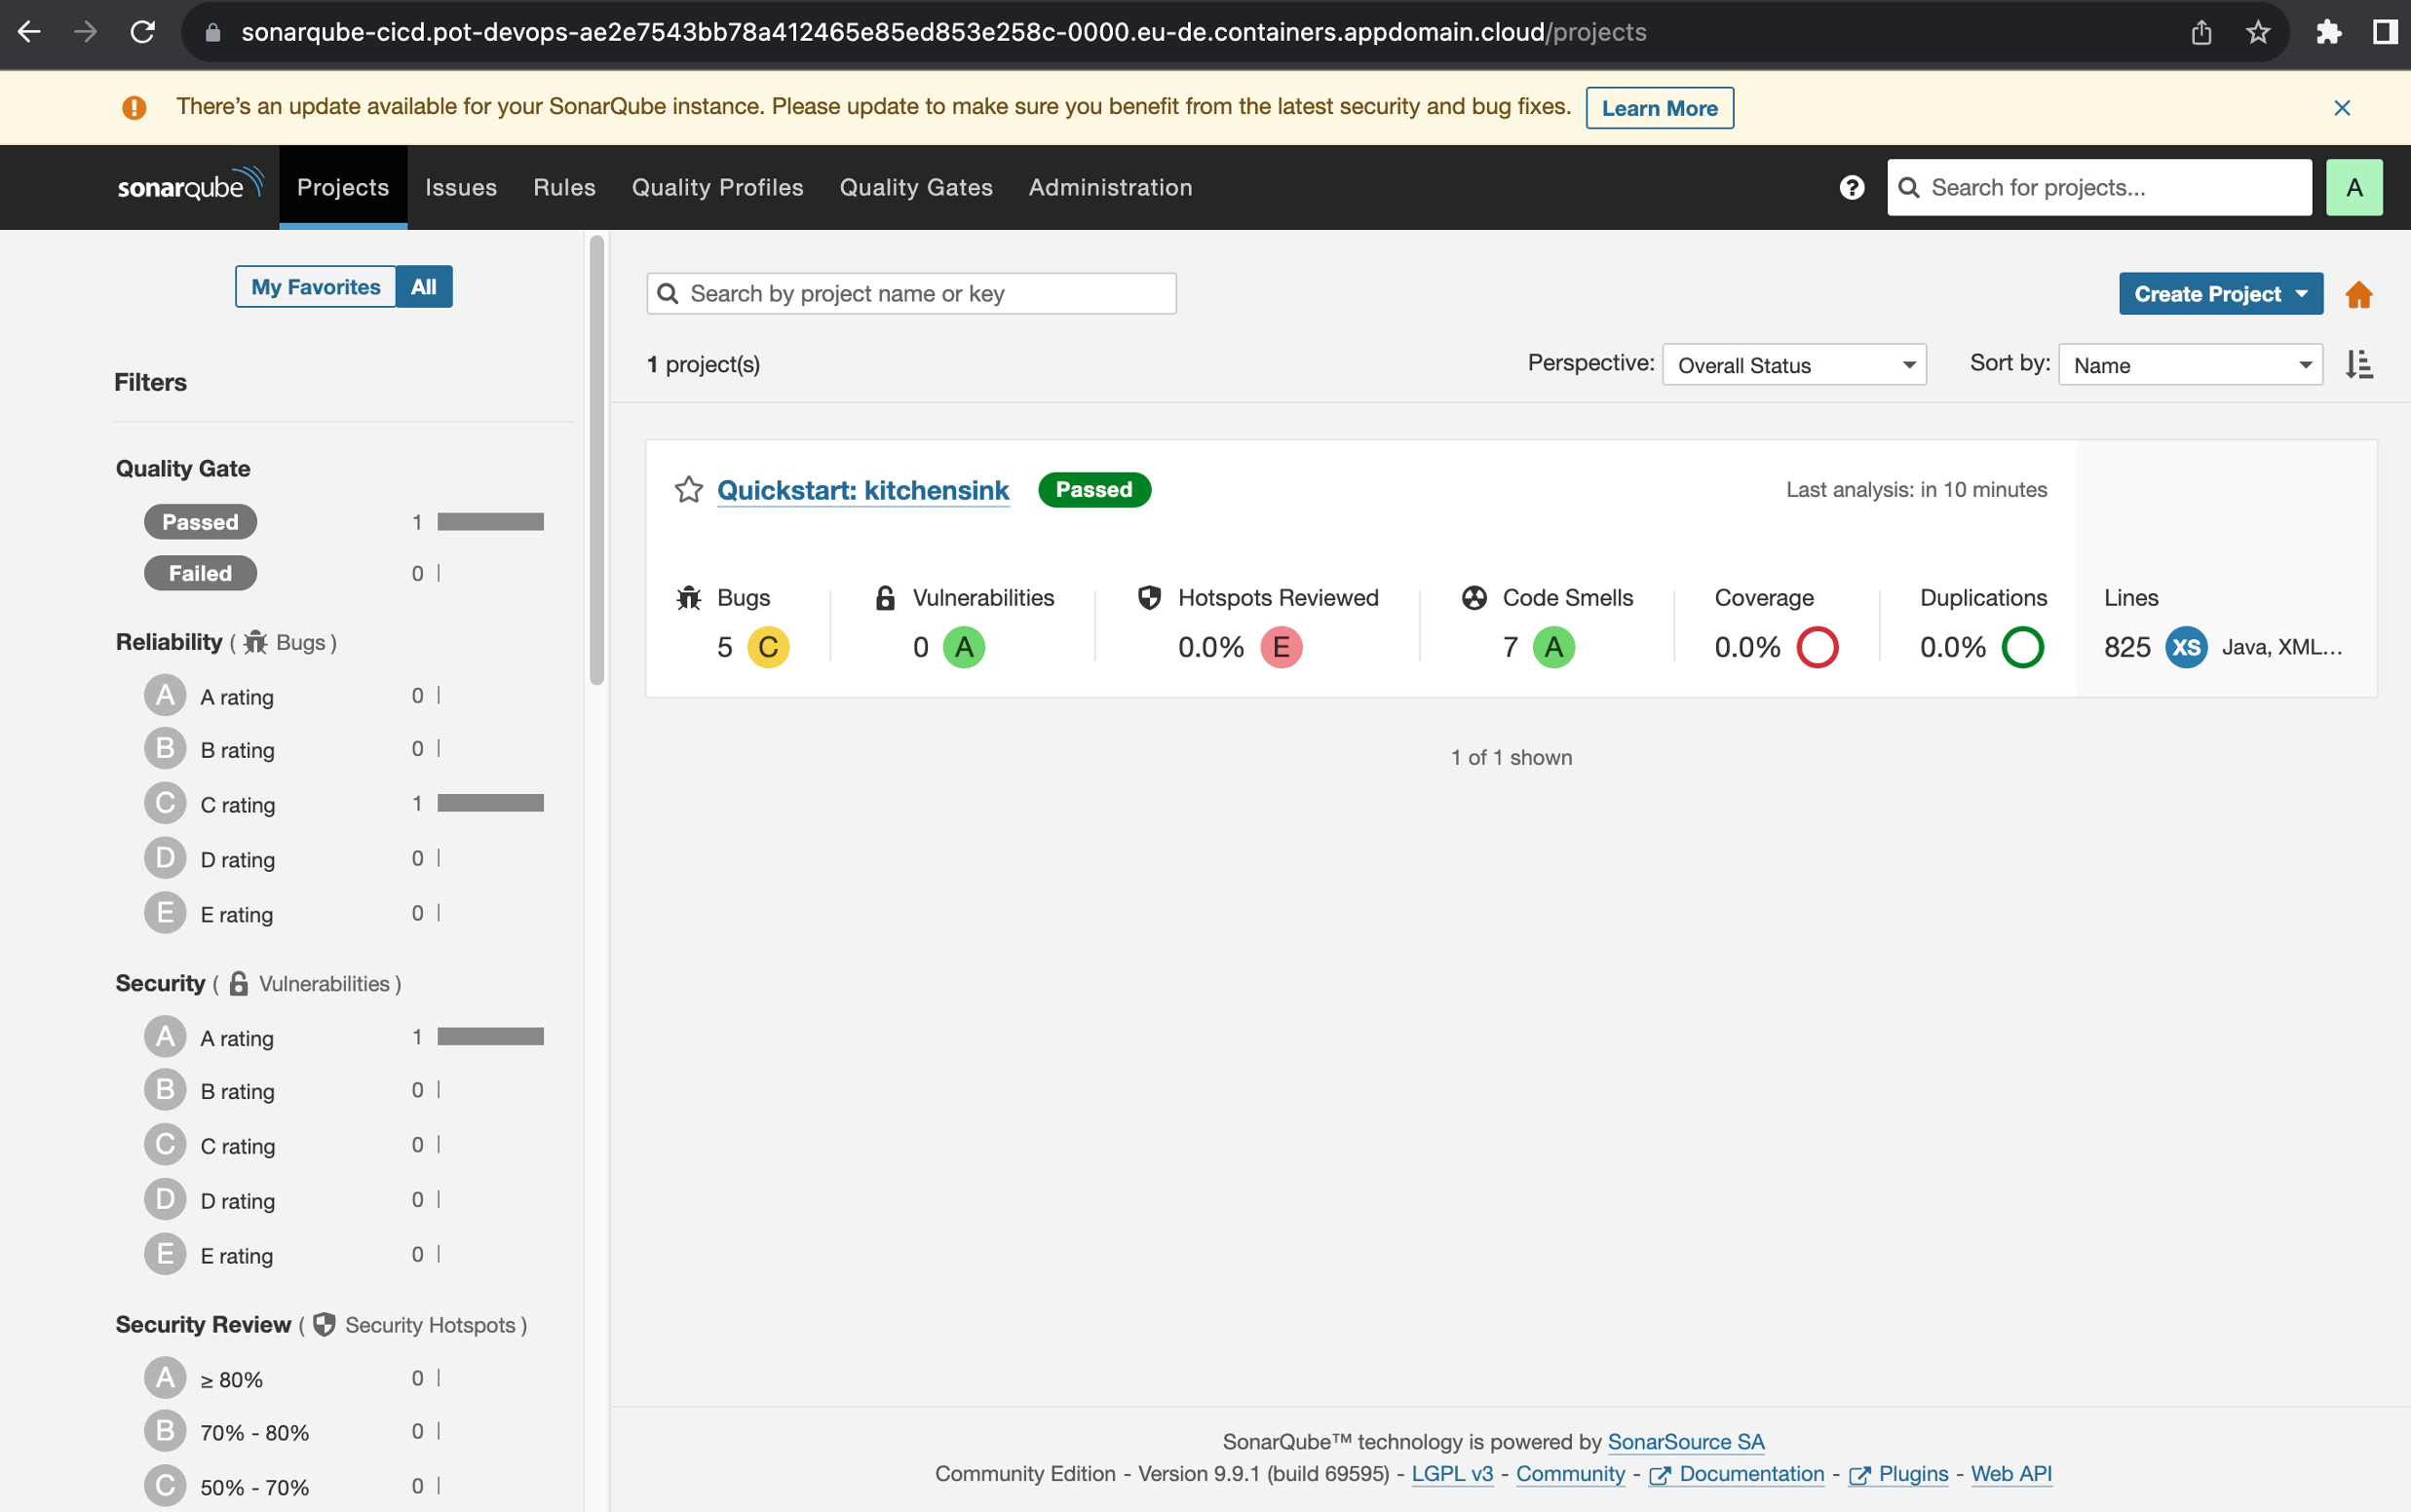 sonarqube-cicd.pot-devops-ae2e7543bb78a412465e85ed853e258c-0000.eu-de.containers.appdomain.cloud/projects
There’s an update available for your SonarQube instance. Please update to make sure you benefit from the latest security and bug fixes. Learn More
sonarqube Projects Issues Rules Quality Profiles Quality Gates Administration Search for projects... A
My Favorites All
Filters
Quality Gate
Passed 1
Failed 0
Reliability ( Bugs )
A A rating 0
B B rating 0
C C rating 1
D D rating 0
E E rating 0
Security ( Vulnerabilities )
A A rating 1
B B rating 0
C C rating 0
D D rating 0
E E rating 0
Security Review ( Security Hotspots )
A ≥ 80% 0
B 70% - 80% 0
C 50% - 70% 0
Search by project name or key Create Project
1 project(s) Perspective: Overall Status Sort by: Name
Quickstart: kitchensink Passed Last analysis: in 10 minutes
Bugs Vulnerabilities Hotspots Reviewed Code Smells Coverage Duplications Lines
5 C 0 A 0.0% E 7 A 0.0% 0.0% 825 XS Java, XML...
1 of 1 shown
SonarQube™ technology is powered by SonarSource SA
Community Edition - Version 9.9.1 (build 69595) - LGPL v3 - Community - Documentation - Plugins - Web API